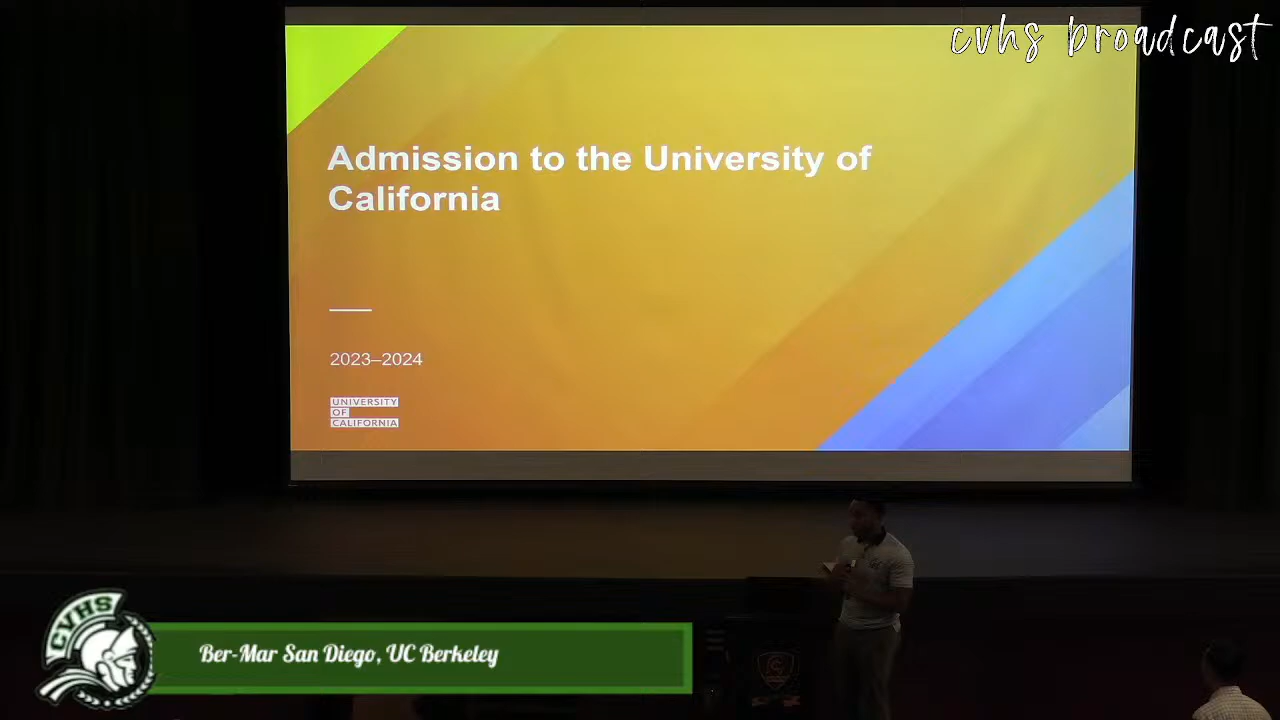 cvhs broadcast
Admission to the University of
California
2023–2024
UNIVERSITY
OF
CALIFORNIA
CVHS
Ber-Mar San Diego, UC Berkeley